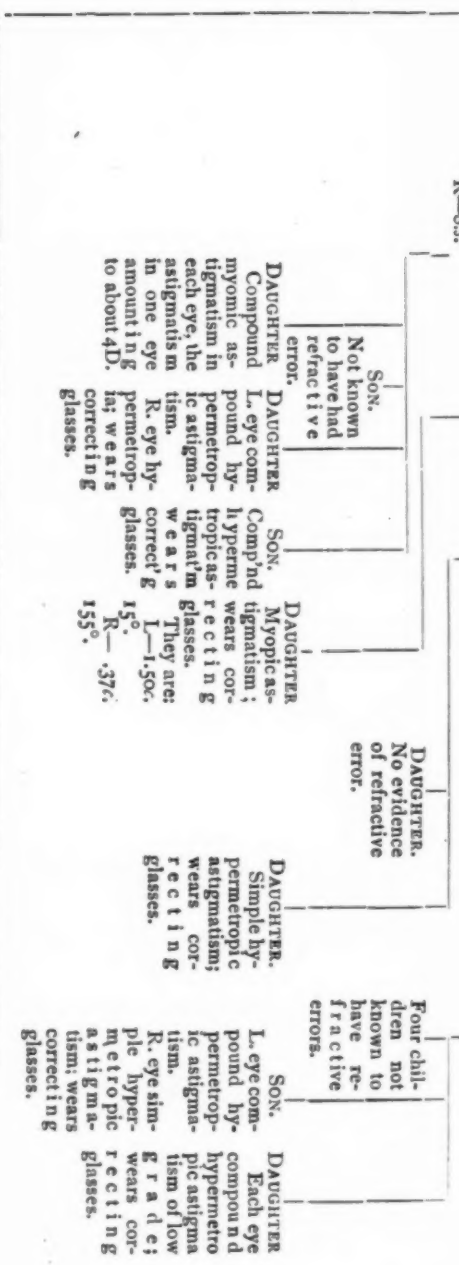 SON.
Not known
to have had
refractive
error.
DAUGHTER
Compound
myomic as-
tigmatism in
each eye, the
astigmatism
in one eye
amounting
to about 4D.
DAUGHTER
L. eye com-
pound hy-
permetrop-
ic astigma-
tism.
R. eye hy-
permetrop-
ia; wears
correcting
glasses.
SON.
Comp'nd
hyperme
tropic as-
tigmat'm
wears
correct'g
glasses.
DAUGHTER
Myopic as-
tigmatism;
wears cor-
recting
glasses.
They are:
L—1.50c.
15°.
R— .37c.
155°.
DAUGHTER.
No evidence
of refractive
error.
DAUGHTER.
Simple hy-
permetropic
astigmatism;
wears cor-
recting
glasses.
Four chil-
dren not
known to
have re-
fractive
errors.
SON.
L. eye com-
pound hy-
permetrop-
ic astigma-
tism.
R. eye sim-
ple hyper-
metropic
astigma-
tism; wears
correcting
glasses.
DAUGHTER
Each eye
compound
hypermetro
pic astigma
tism of low
grade;
wears cor-
recting
glasses.